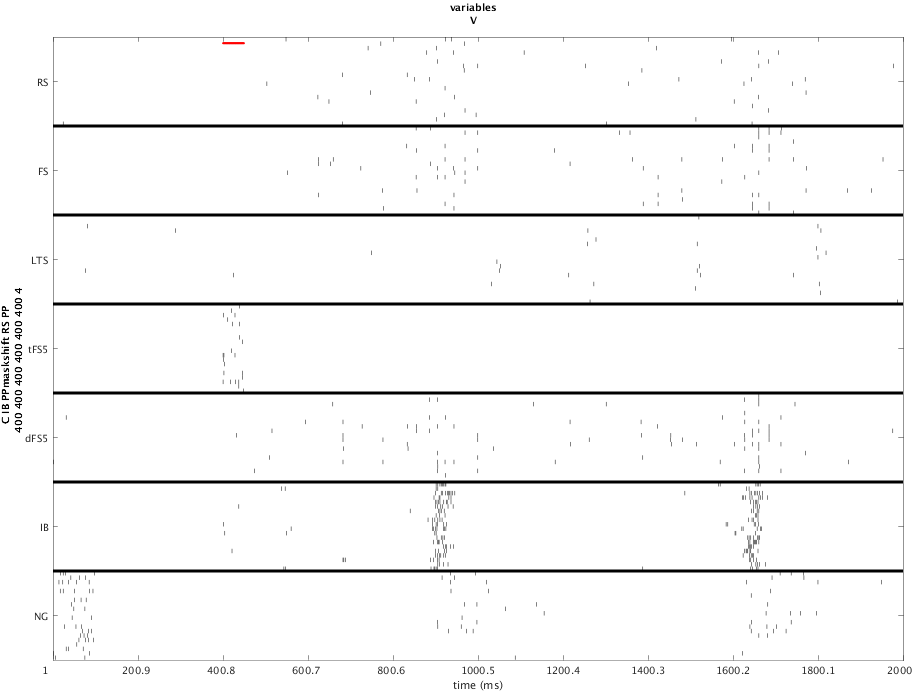 variables
V
RS
FS
LTS
tFS5
dFS5
IB
NG
C IB PPmaskshift RS PP
400 400 400 400 400 400 4
1 200.9 400.8 600.7 800.6 1000.5 1200.4 1400.3 1600.2 1800.1 2000
time (ms)